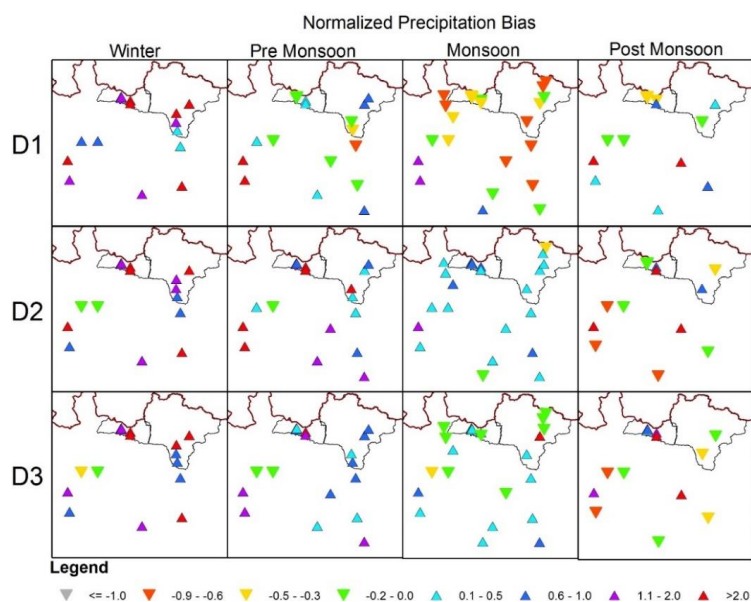 Normalized Precipitation Bias
Winter Pre Monsoon Monsoon Post Monsoon
D1
D2
D3
Legend
<= -1.0 -0.9 - -0.6 -0.5 - -0.3 -0.2 - 0.0 0.1 - 0.5 0.6 - 1.0 1.1 - 2.0 >2.0